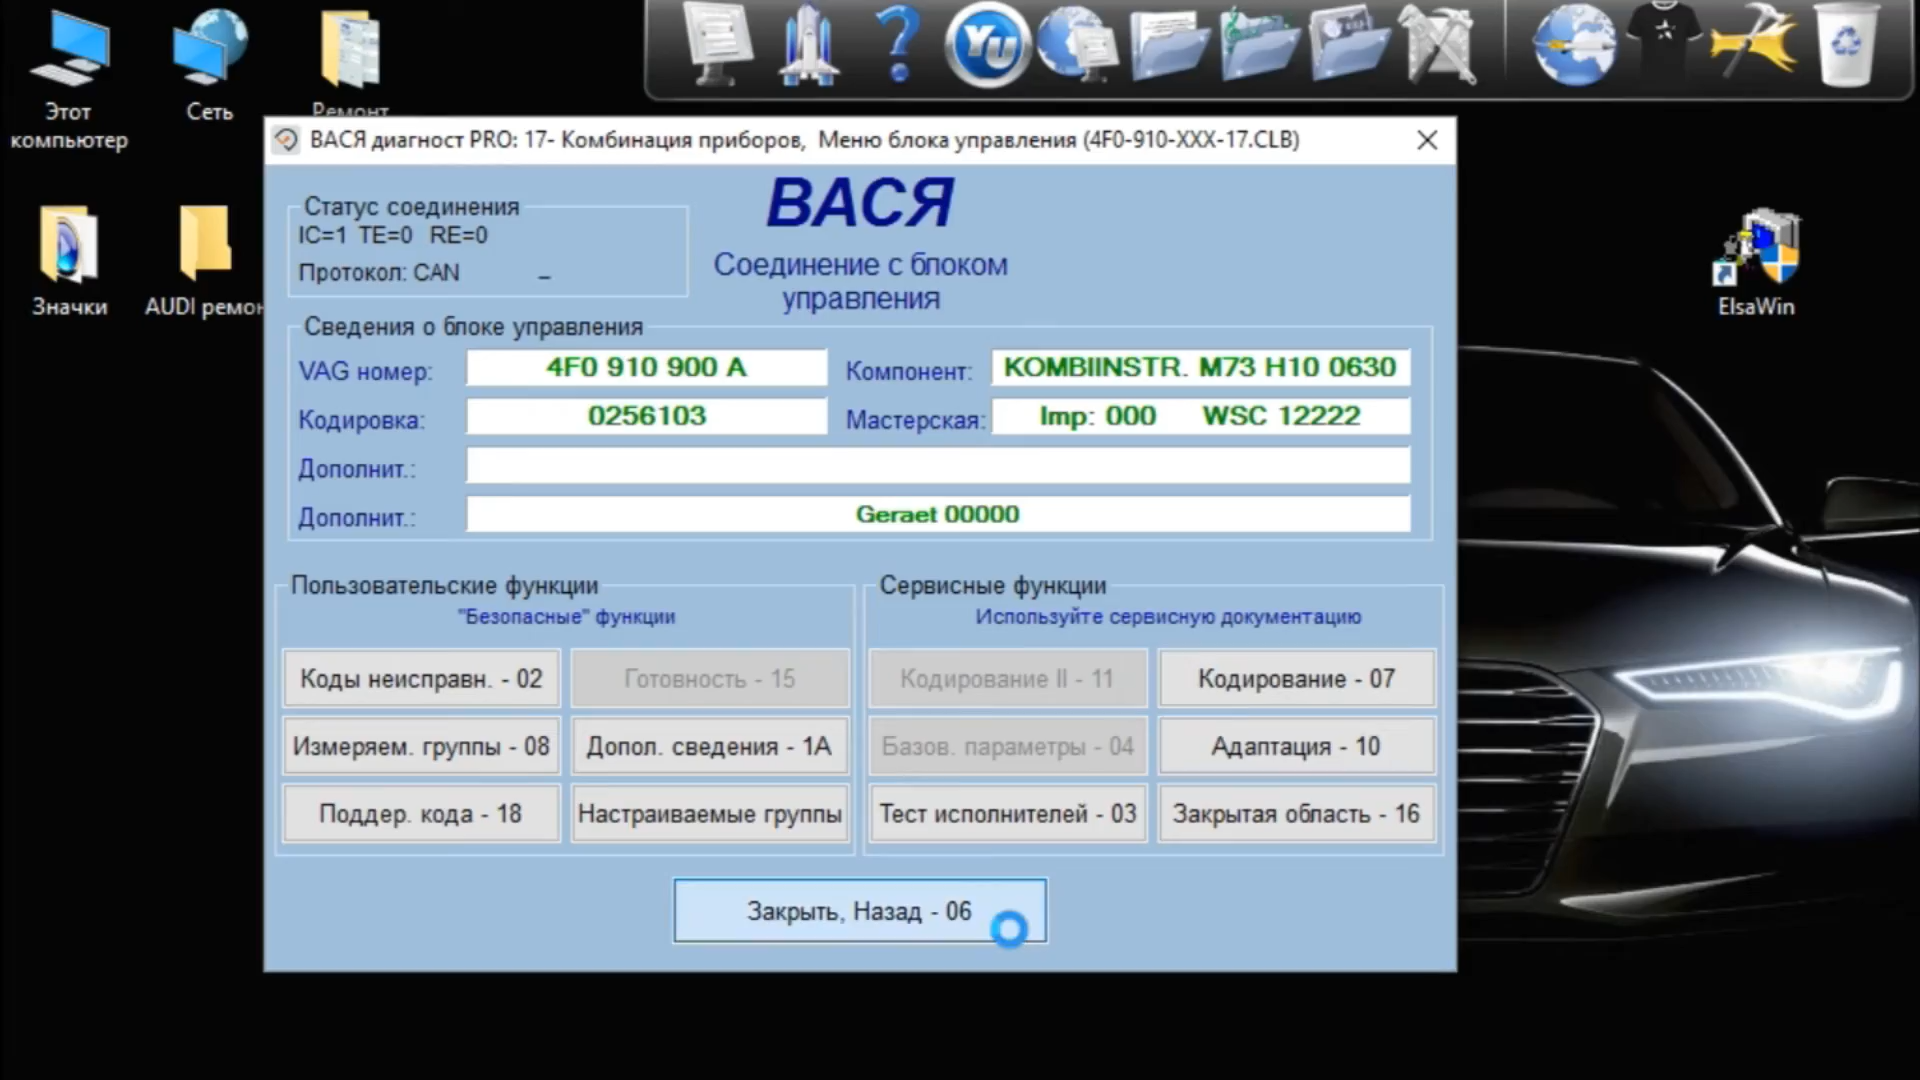 Этот
компьютер
Сеть
Ремонт
Yu
Значки
AUDI ремон
ElsaWin
ВАСЯ диагност PRO: 17- Комбинация приборов, Меню блока управления (4F0-910-XXX-17.CLB)
Статус соединения
IC=1 TE=0 RE=0
Протокол: CAN _
ВАСЯ
Соединение с блоком
управления
Сведения о блоке управления
VAG номер: 4F0 910 900 A Компонент: KOMBIINSTR. M73 H10 0630
Кодировка: 0256103 Мастерская: Imp: 000 WSC 12222
Дополнит.:
Дополнит.: Geraet 00000
Пользовательские функции
"Безопасные" функции
Коды неисправн. - 02 Готовность - 15
Измеряем. группы - 08 Допол. сведения - 1A
Поддер. кода - 18 Настраиваемые группы
Сервисные функции
Используйте сервисную документацию
Кодирование II - 11 Кодирование - 07
Базов. параметры - 04 Адаптация - 10
Тест исполнителей - 03 Закрытая область - 16
Закрыть, Назад - 06